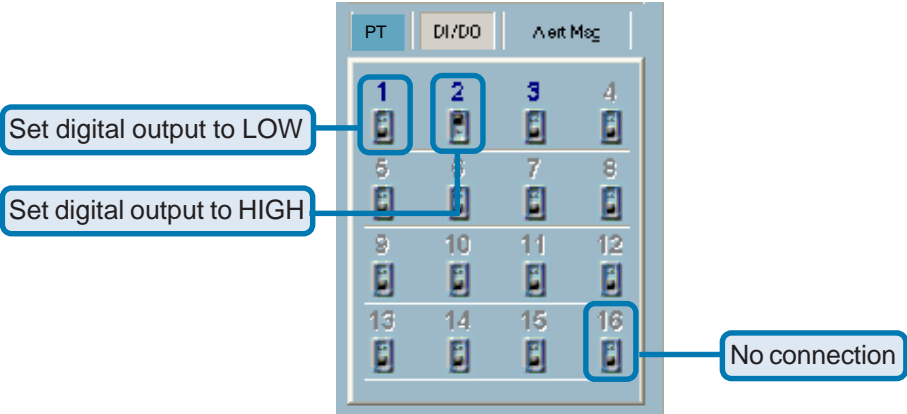 PT DI/DO Alert Msg
1 2 3 4
Set digital output to LOW
5 6 7 8
Set digital output to HIGH
9 10 11 12
13 14 15 16
No connection